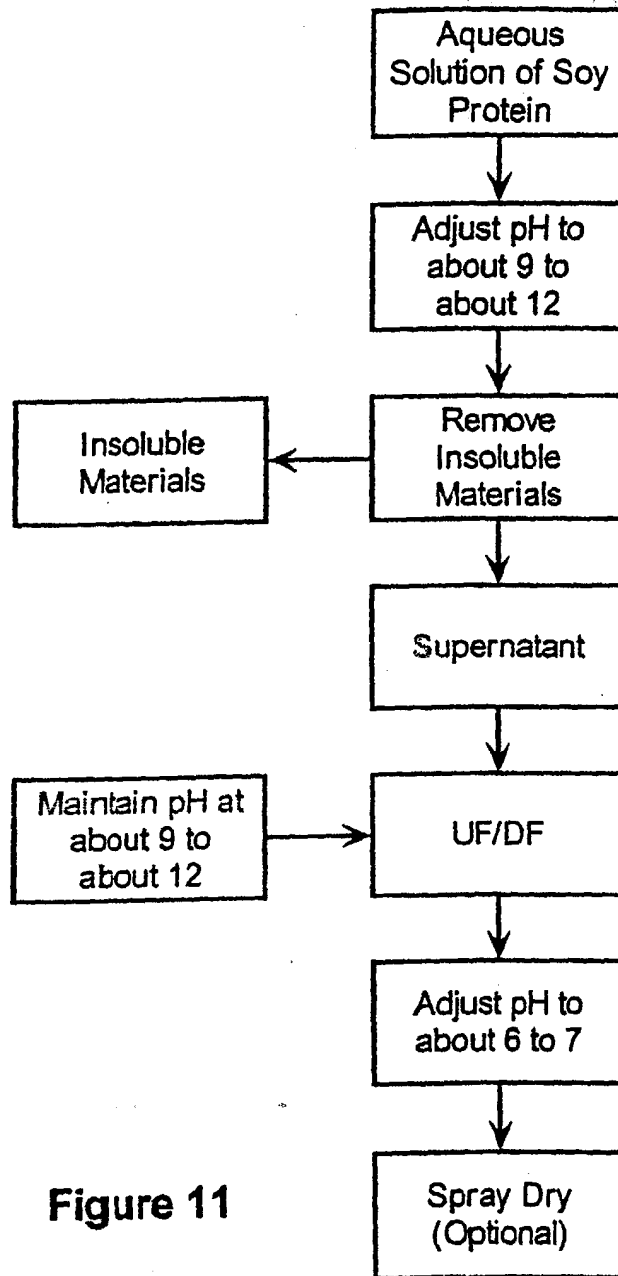 Aqueous
Solution of Soy
Protein
Adjust pH to
about 9 to
about 12
Insoluble
Materials
Remove
Insoluble
Materials
Supernatant
Maintain pH at
about 9 to
about 12
UF/DF
Adjust pH to
about 6 to 7
Spray Dry
(Optional)
Figure 11